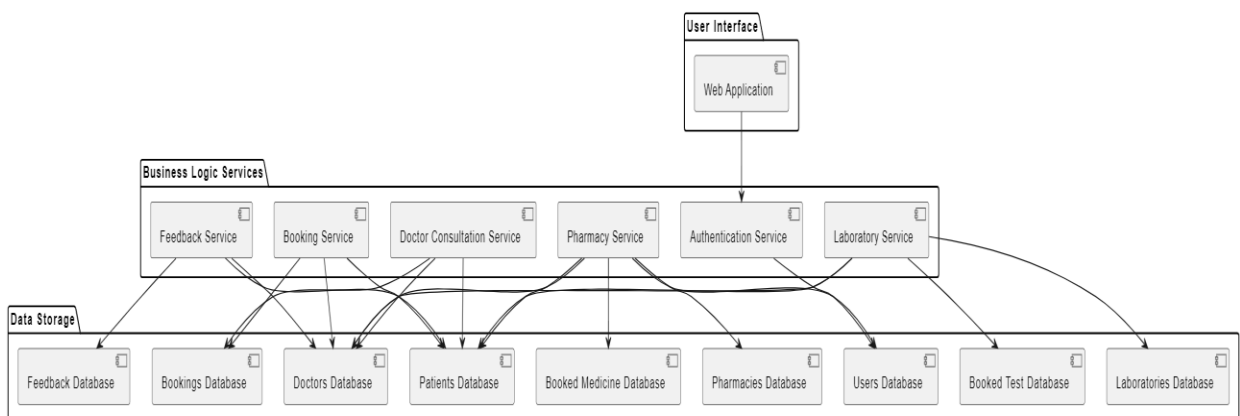 User Interface
Web Application
Business Logic Services
Feedback Service
Booking Service
Doctor Consultation Service
Pharmacy Service
Authentication Service
Laboratory Service
Data Storage
Feedback Database
Bookings Database
Doctors Database
Patients Database
Booked Medicine Database
Pharmacies Database
Users Database
Booked Test Database
Laboratories Database